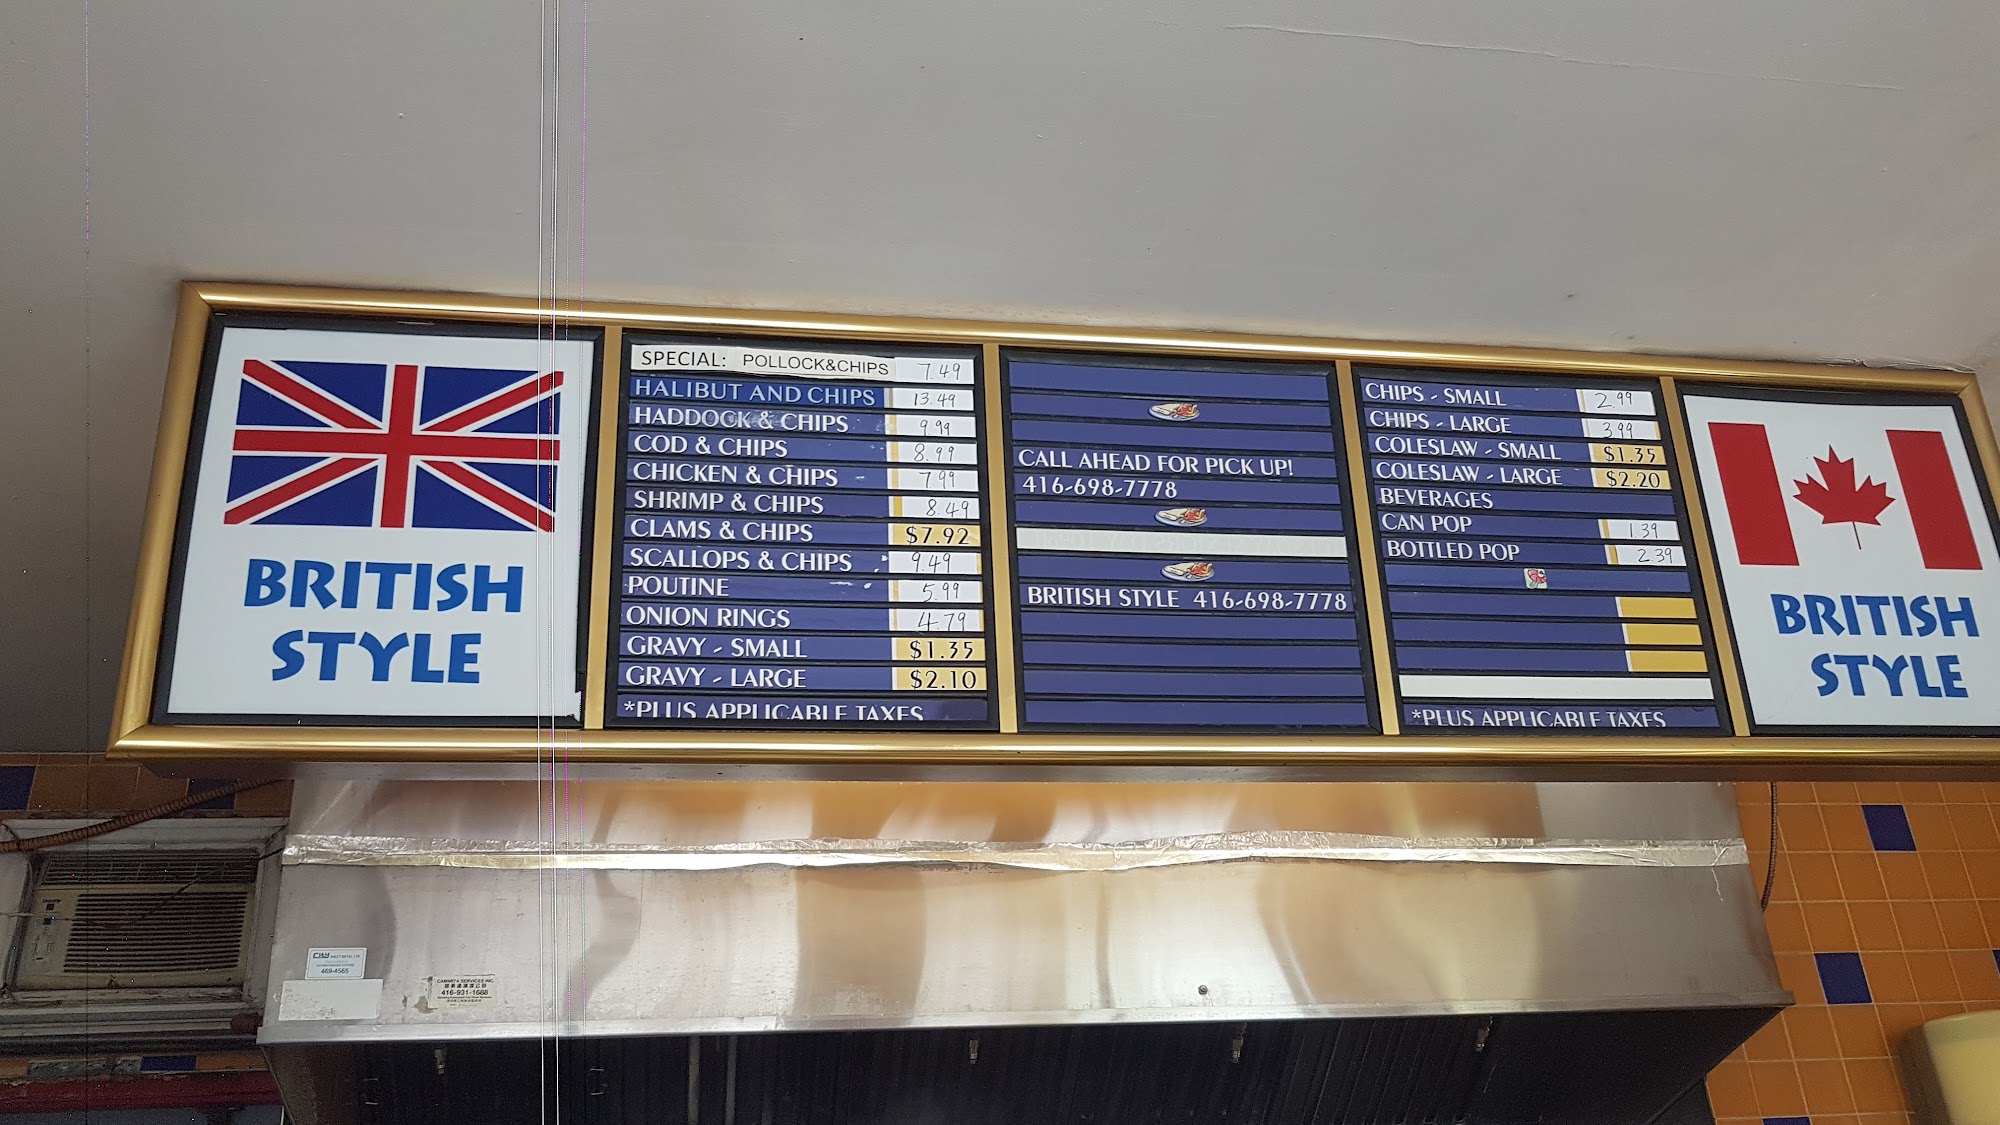 BRITISH
STYLE
SPECIAL: POLLOCK&CHIPS 7.49
HALIBUT AND CHIPS 13.49
HADDOCK & CHIPS 9.99
COD & CHIPS 8.99
CHICKEN & CHIPS 7.99
SHRIMP & CHIPS 8.49
CLAMS & CHIPS $7.92
SCALLOPS & CHIPS 9.49
POUTINE 5.99
ONION RINGS 4.79
GRAVY - SMALL $1.35
GRAVY - LARGE $2.10
*PLUS APPLICABLE TAXES
CALL AHEAD FOR PICK UP!
416-698-7778
BRITISH STYLE 416-698-7778
CHIPS - SMALL 2.99
CHIPS - LARGE 3.99
COLESLAW - SMALL $1.35
COLESLAW - LARGE $2.20
BEVERAGES
CAN POP 1.39
BOTTLED POP 2.39
*PLUS APPLICABLE TAXES
BRITISH
STYLE
469-4565
416-931-1688